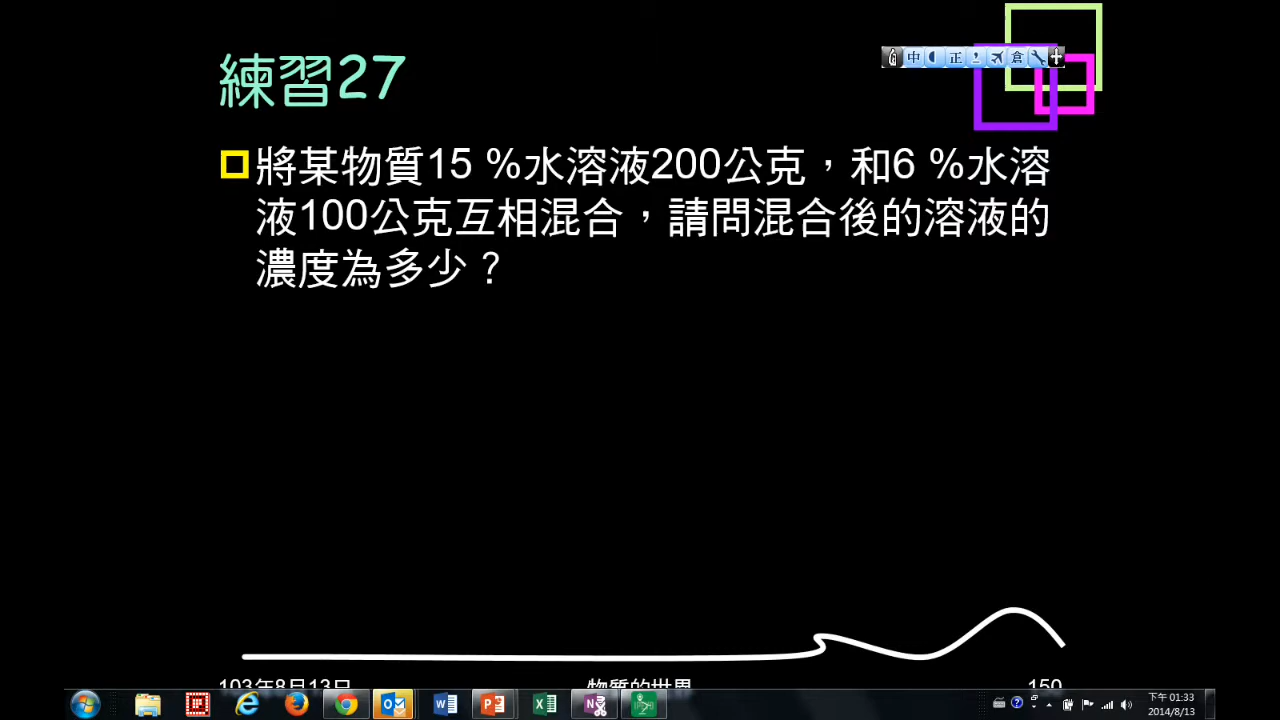 中 正 倉
練習27
將某物質15 %水溶液200公克，和6 %水溶
液100公克互相混合，請問混合後的溶液的
濃度為多少？
103年8月13日 物質的世界 150
下午 01:33
2014/8/13